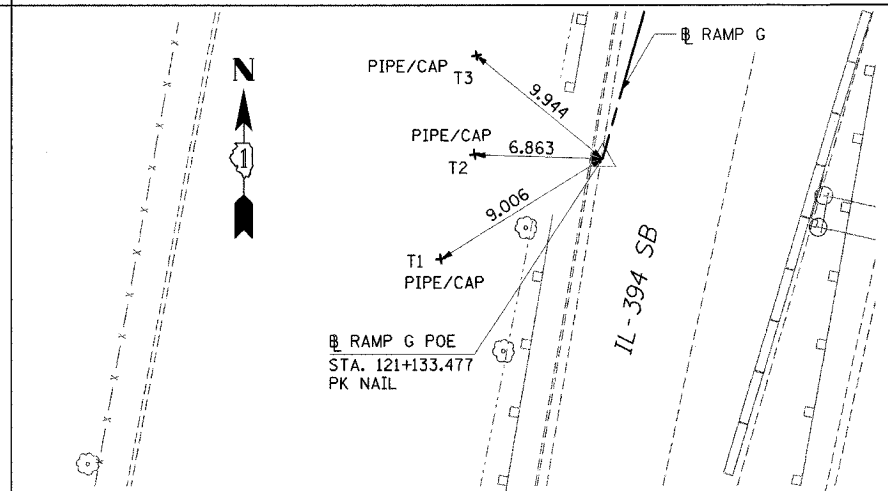 ℄ RAMP G
N
PIPE/CAP
T3
9.944
PIPE/CAP
6.863
T2
1
9.006
T1
PIPE/CAP
IL-394 SB
℄ RAMP G POE
STA. 121+133.477
PK NAIL